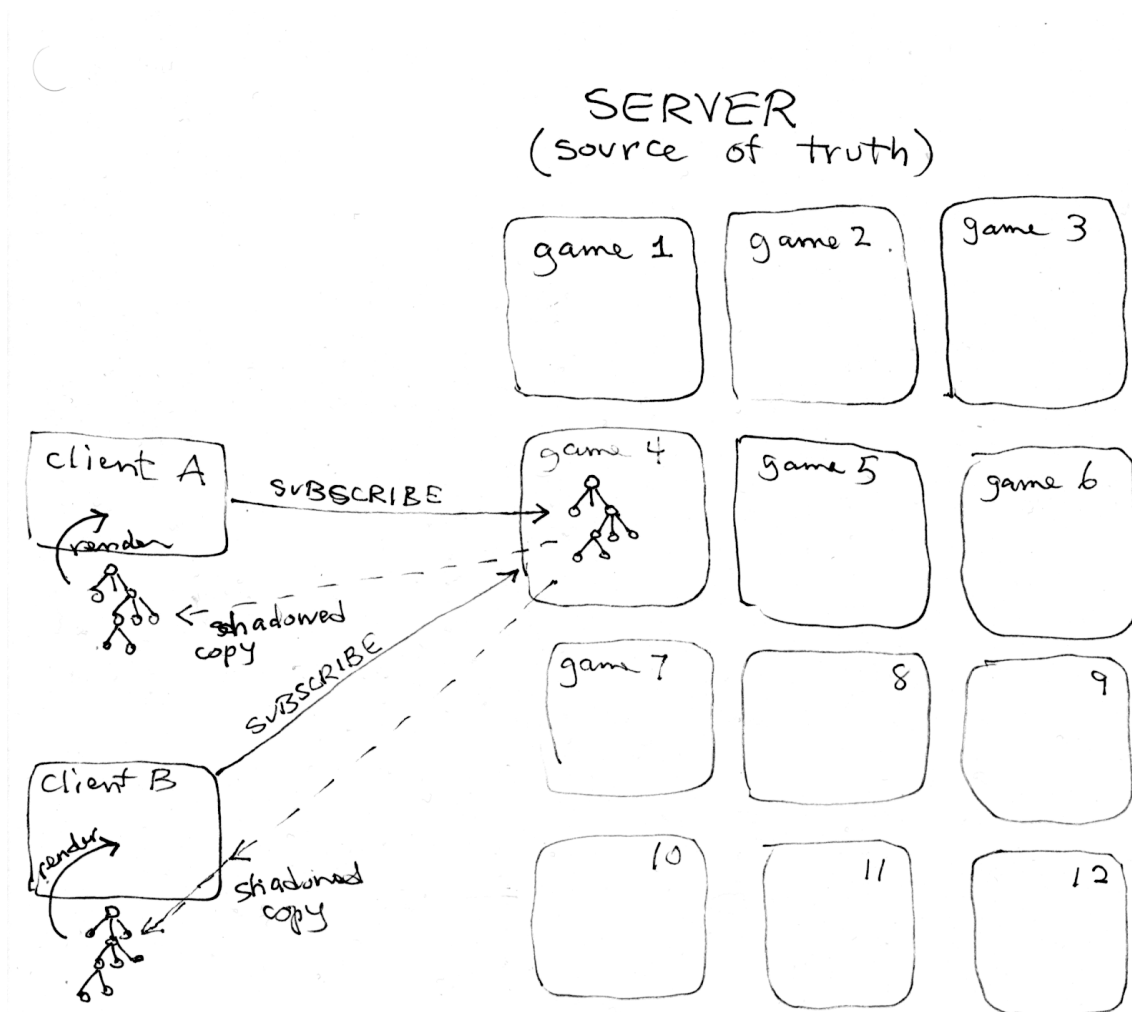 SERVER
(source of truth)
game 1
game 2
game 3
client A
render
SUBSCRIBE
game 4
game 5
game 6
shadowed
copy
SUBSCRIBE
game 7
8
9
client B
render
shadowed
copy
10
11
12